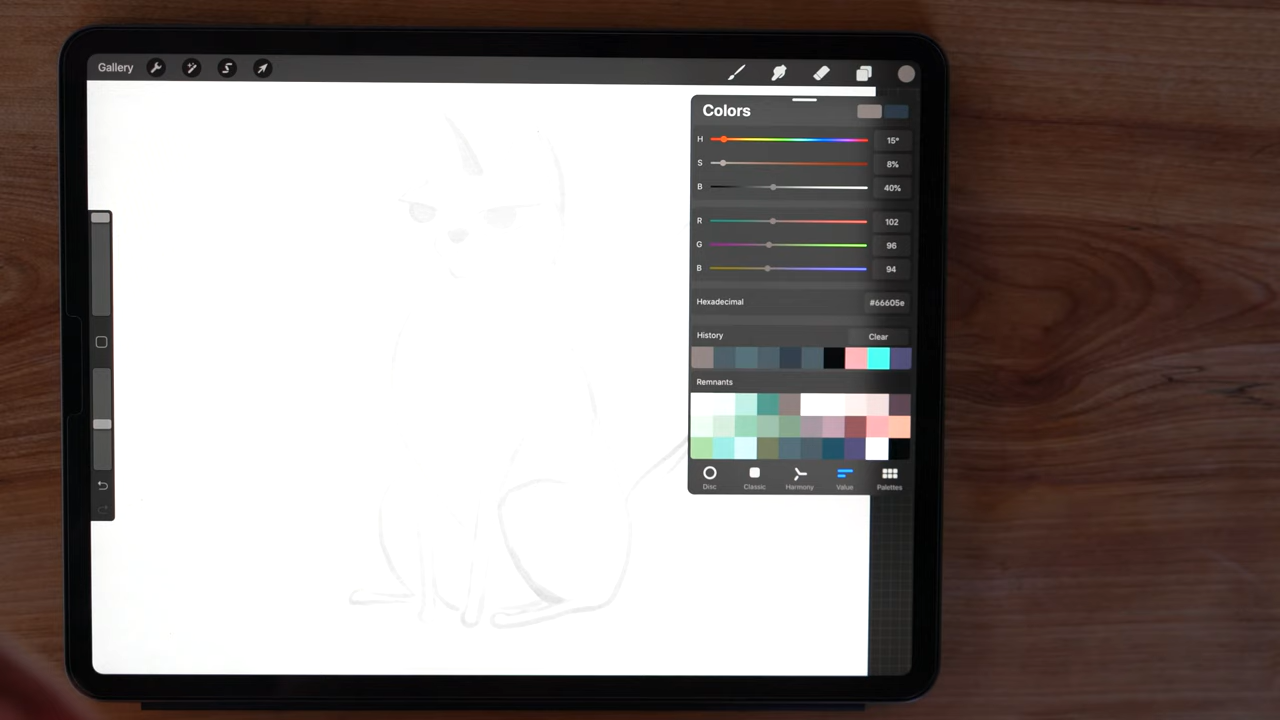 Gallery
Colors
H 15°
S 8%
B 40%
R 102
G 96
B 94
Hexadecimal #66605e
History Clear
Remnants
Disc Classic Harmony Value Palettes